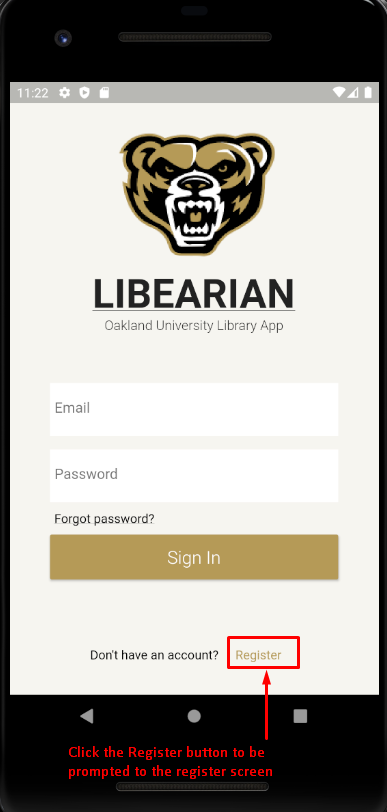 11:22
LIBEARIAN
Oakland University Library App
Email
Password
Forgot password?
Sign In
Don't have an account? Register
Click the Register button to be
prompted to the register screen